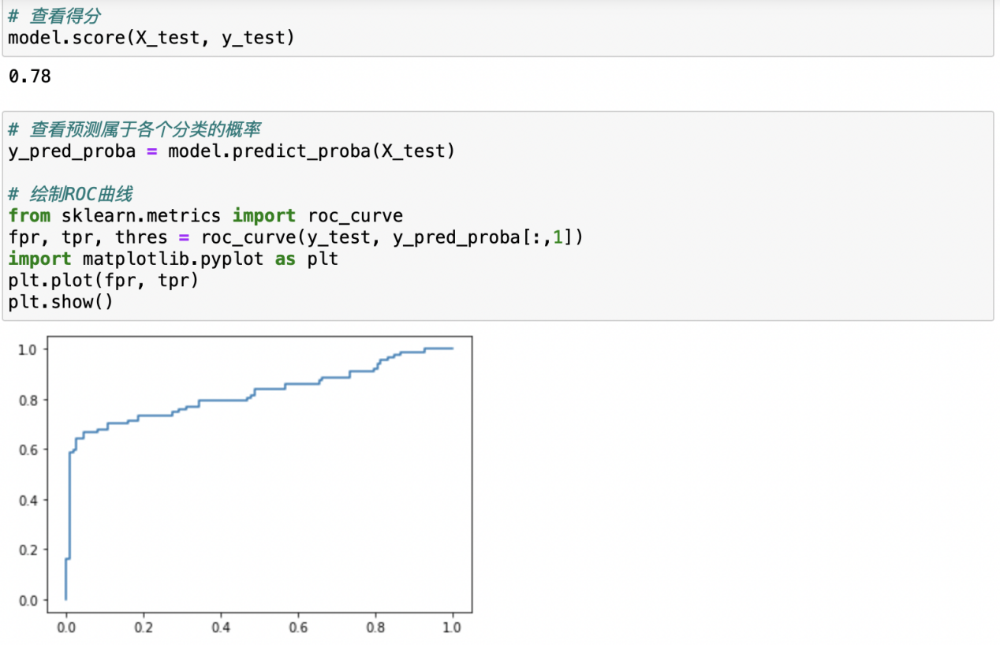 # 查看得分
model.score(X_test, y_test)
0.78
# 查看预测属于各个分类的概率
y_pred_proba = model.predict_proba(X_test)
# 绘制ROC曲线
from sklearn.metrics import roc_curve
fpr, tpr, thres = roc_curve(y_test, y_pred_proba[:,1])
import matplotlib.pyplot as plt
plt.plot(fpr, tpr)
plt.show()
1.0
0.8
0.6
0.4
0.2
0.0
0.0 0.2 0.4 0.6 0.8 1.0